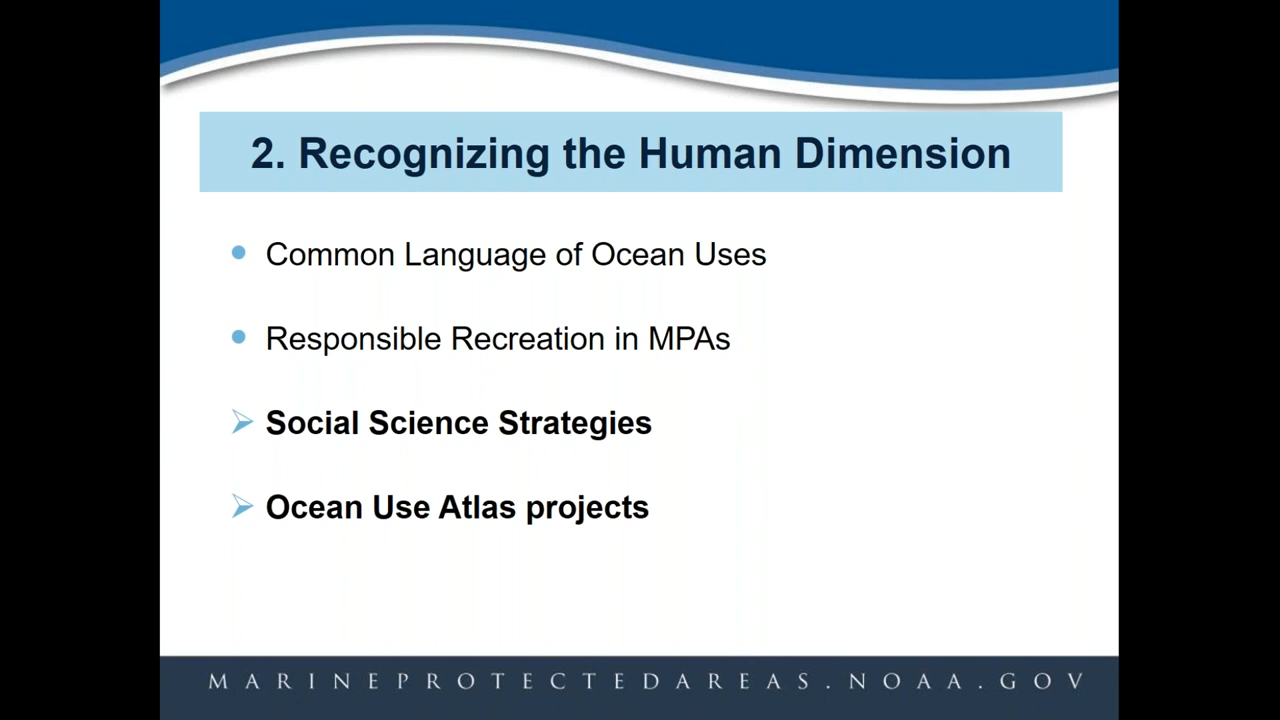 2. Recognizing the Human Dimension
Common Language of Ocean Uses
Responsible Recreation in MPAs
Social Science Strategies
Ocean Use Atlas projects
MARINEPROTECTEDAREAS.NOAA.GOV